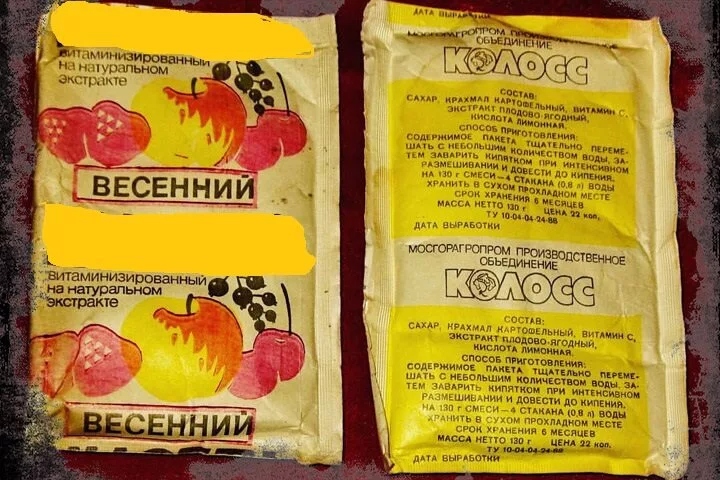 витаминизированный
на натуральном
экстракте
ВЕСЕННИЙ
витаминизированный
на натуральном
экстракте
ВЕСЕННИЙ
ДАТА ВЫРАБОТКИ
МОСГОРАГРОПРОМ ПРОИЗВОДСТВЕННОЕ
ОБЪЕДИНЕНИЕ
КОЛОСС
СОСТАВ:
САХАР, КРАХМАЛ КАРТОФЕЛЬНЫЙ, ВИТАМИН С,
ЭКСТРАКТ ПЛОДОВО-ЯГОДНЫЙ,
КИСЛОТА ЛИМОННАЯ.
СПОСОБ ПРИГОТОВЛЕНИЯ:
СОДЕРЖИМОЕ ПАКЕТА ТЩАТЕЛЬНО ПЕРЕМЕ-
ШАТЬ С НЕБОЛЬШИМ КОЛИЧЕСТВОМ ВОДЫ, ЗА-
ТЕМ ЗАВАРИТЬ КИПЯТКОМ ПРИ ИНТЕНСИВНОМ
РАЗМЕШИВАНИИ И ДОВЕСТИ ДО КИПЕНИЯ.
НА 130 г СМЕСИ—4 СТАКАНА (0,8 л) ВОДЫ
ХРАНИТЬ В СУХОМ ПРОХЛАДНОМ МЕСТЕ
СРОК ХРАНЕНИЯ 6 МЕСЯЦЕВ
МАССА НЕТТО 130 г ЦЕНА 22 коп.
ТУ 10-04-04-24-88
ДАТА ВЫРАБОТКИ
МОСГОРАГРОПРОМ ПРОИЗВОДСТВЕННОЕ
ОБЪЕДИНЕНИЕ
КОЛОСС
СОСТАВ:
САХАР, КРАХМАЛ КАРТОФЕЛЬНЫЙ, ВИТАМИН С,
ЭКСТРАКТ ПЛОДОВО-ЯГОДНЫЙ,
КИСЛОТА ЛИМОННАЯ.
СПОСОБ ПРИГОТОВЛЕНИЯ:
СОДЕРЖИМОЕ ПАКЕТА ТЩАТЕЛЬНО ПЕРЕМЕ-
ШАТЬ С НЕБОЛЬШИМ КОЛИЧЕСТВОМ ВОДЫ, ЗА-
ТЕМ ЗАВАРИТЬ КИПЯТКОМ ПРИ ИНТЕНСИВНОМ
РАЗМЕШИВАНИИ И ДОВЕСТИ ДО КИПЕНИЯ.
НА 130 г СМЕСИ—4 СТАКАНА (0,8 л) ВОДЫ
ХРАНИТЬ В СУХОМ ПРОХЛАДНОМ МЕСТЕ
СРОК ХРАНЕНИЯ 6 МЕСЯЦЕВ
МАССА НЕТТО 130 г ЦЕНА 22 коп.
ТУ 10-04-04-24-88
ДАТА ВЫРАБОТКИ